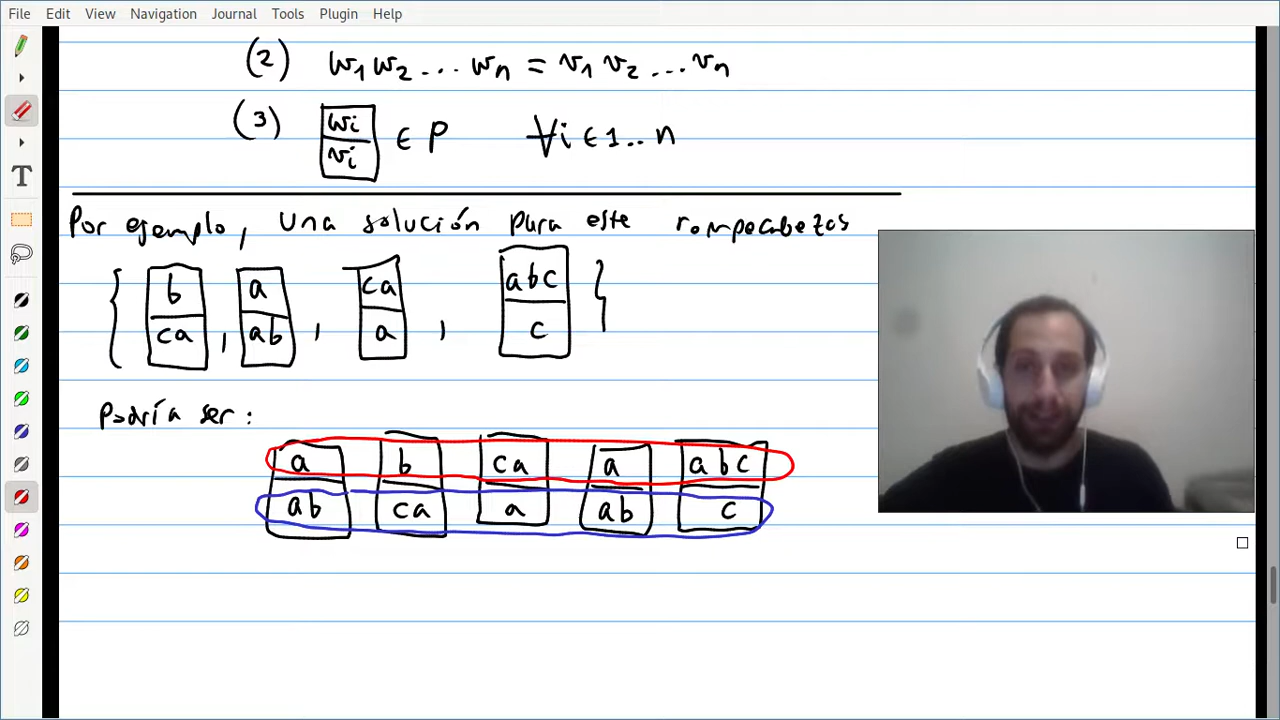 File Edit View Navigation Journal Tools Plugin Help
(2) w1 w2 ... wn = v1 v2 ... vn
(3) wi/vi ∈ P ∀i ∈ 1..n
Por ejemplo, una solución para este rompecabezas
{ b/ca , a/ab , ca/a , abc/c }
Podría ser:
a b ca a abc
ab ca a ab c
T